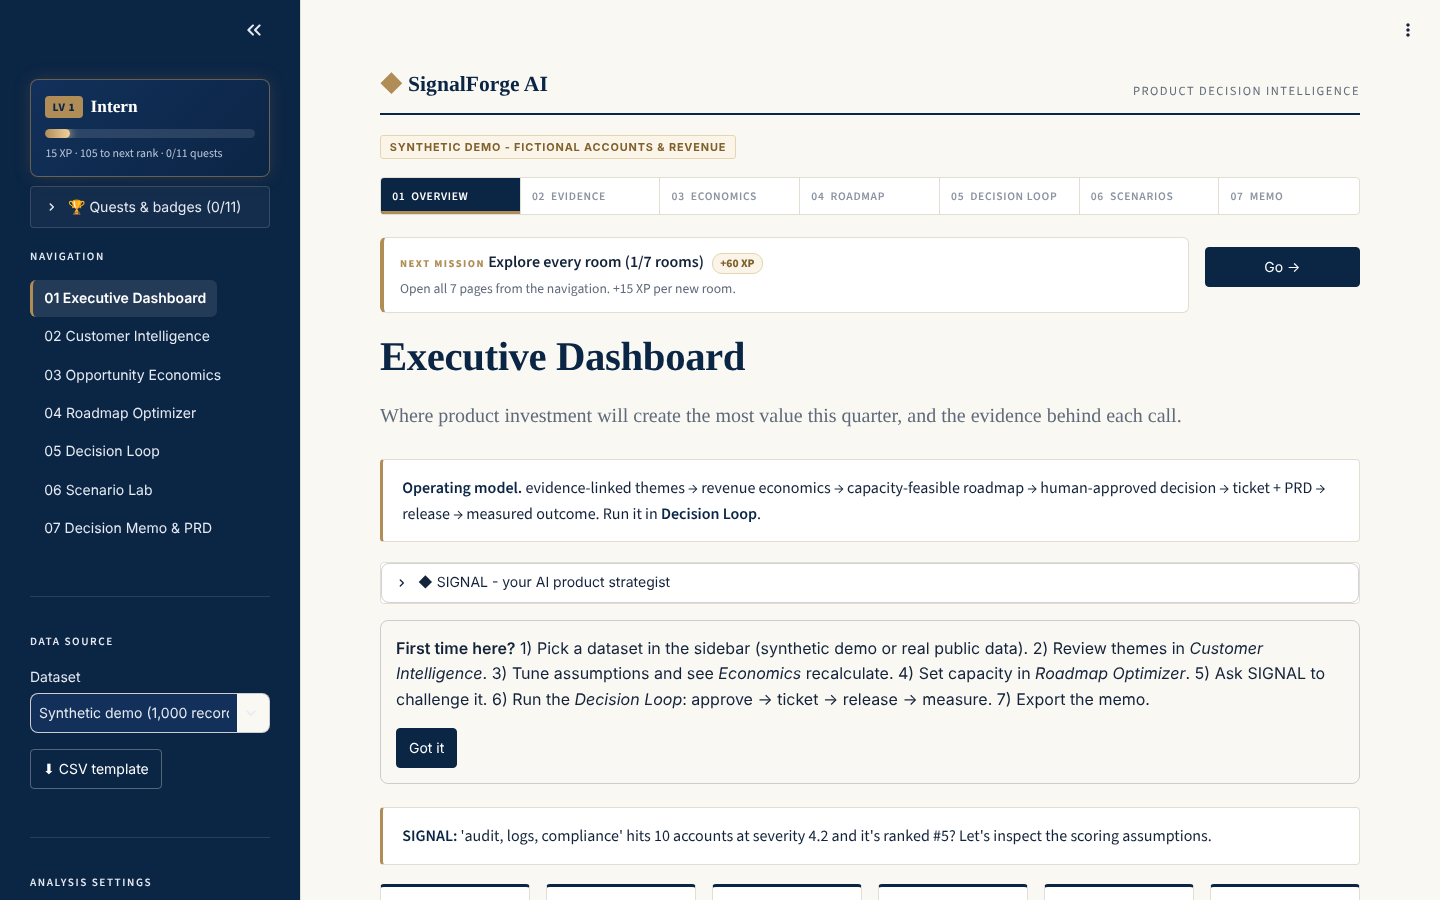 LV 1 Intern
15 XP · 105 to next rank · 0/11 quests
🏆 Quests & badges (0/11)
NAVIGATION
01 Executive Dashboard
02 Customer Intelligence
03 Opportunity Economics
04 Roadmap Optimizer
05 Decision Loop
06 Scenario Lab
07 Decision Memo & PRD
DATA SOURCE
Dataset
Synthetic demo (1,000 record
⬇ CSV template
ANALYSIS SETTINGS
◆ SignalForge AI
PRODUCT DECISION INTELLIGENCE
SYNTHETIC DEMO - FICTIONAL ACCOUNTS & REVENUE
01 OVERVIEW
02 EVIDENCE
03 ECONOMICS
04 ROADMAP
05 DECISION LOOP
06 SCENARIOS
07 MEMO
NEXT MISSION Explore every room (1/7 rooms) +60 XP
Open all 7 pages from the navigation. +15 XP per new room.
Go →
Executive Dashboard
Where product investment will create the most value this quarter, and the evidence behind each call.
Operating model. evidence-linked themes → revenue economics → capacity-feasible roadmap → human-approved decision → ticket + PRD →
release → measured outcome. Run it in Decision Loop.
◆ SIGNAL - your AI product strategist
First time here? 1) Pick a dataset in the sidebar (synthetic demo or real public data). 2) Review themes in Customer
Intelligence. 3) Tune assumptions and see Economics recalculate. 4) Set capacity in Roadmap Optimizer. 5) Ask SIGNAL to
challenge it. 6) Run the Decision Loop: approve → ticket → release → measure. 7) Export the memo.
Got it
SIGNAL: 'audit, logs, compliance' hits 10 accounts at severity 4.2 and it's ranked #5? Let's inspect the scoring assumptions.